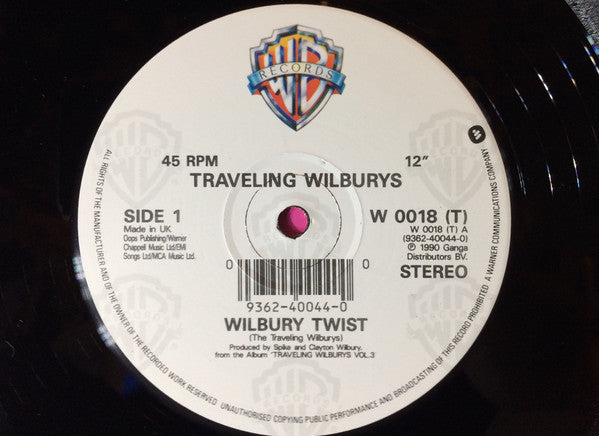 WB
RECORDS
45 RPM
12"
TRAVELING WILBURYS
SIDE 1
Made in UK
Oops Publishing/Warner
Chappell Music Ltd/EMI
Songs Ltd/MCA Music Ltd.
W 0018 (T)
W 0018 (T) A
(9362-40044-0)
℗ 1990 Ganga
Distributors BV.
STEREO
0 0
9362-40044-0
WILBURY TWIST
(The Traveling Wilburys)
Produced by Spike and Clayton Wilbury.
from the Album 'TRAVELING WILBURYS VOL.3
ALL RIGHTS OF THE MANUFACTURER AND OF THE OWNER OF THE RECORDED WORK RESERVED. UNAUTHORISED COPYING PUBLIC PERFORMANCE AND BROADCASTING OF THIS RECORD PROHIBITED. A WARNER COMMUNICATIONS COMPANY